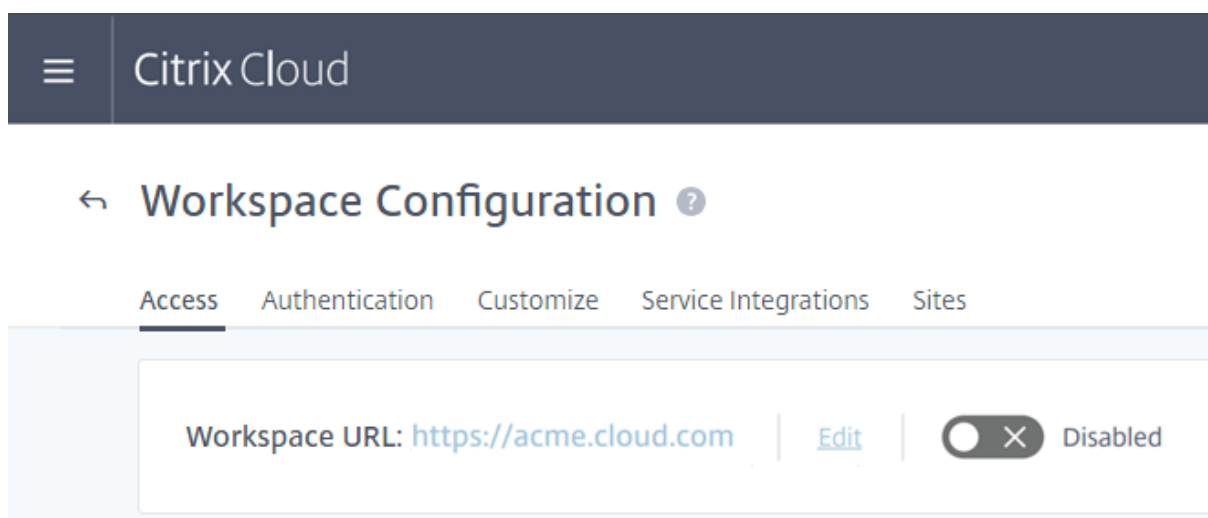 Citrix Cloud
Workspace Configuration ?
Access Authentication Customize Service Integrations Sites
Workspace URL: https://acme.cloud.com Edit Disabled